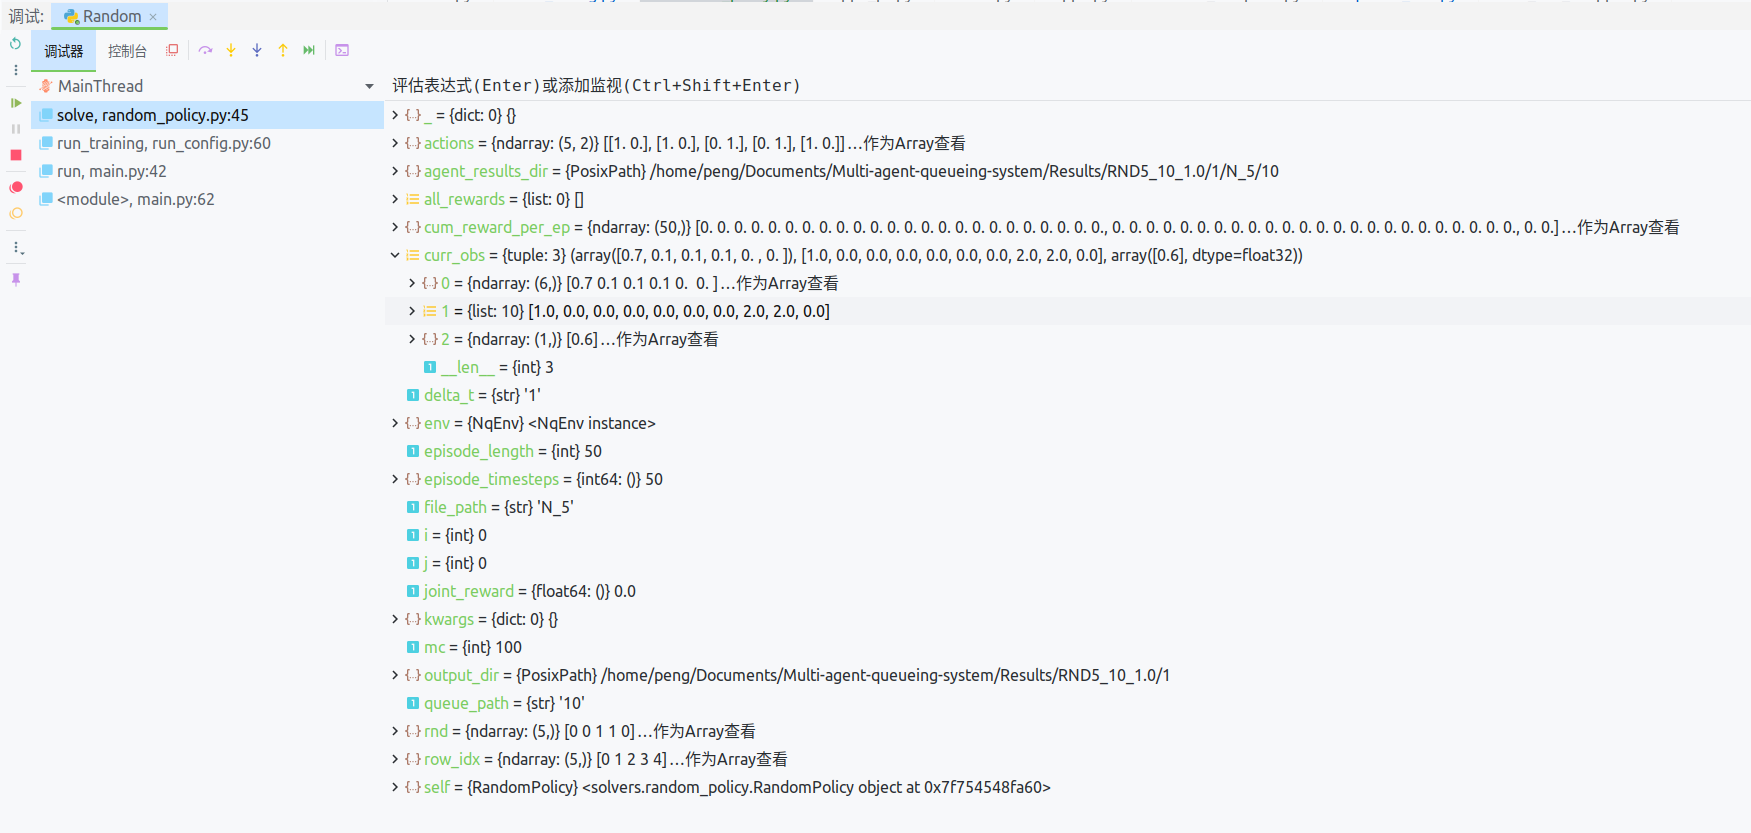 调试: Random ×
调试器 控制台
MainThread
solve, random_policy.py:45
run_training, run_config.py:60
run, main.py:42
<module>, main.py:62
评估表达式(Enter)或添加监视(Ctrl+Shift+Enter)
_ = {dict: 0} {}
actions = {ndarray: (5, 2)} [[1. 0.], [1. 0.], [0. 1.], [0. 1.], [1. 0.]]...作为Array查看
agent_results_dir = {PosixPath} /home/peng/Documents/Multi-agent-queueing-system/Results/RND5_10_1.0/1/N_5/10
all_rewards = {list: 0} []
cum_reward_per_ep = {ndarray: (50,)} [0. 0. 0. 0. 0. 0. 0. 0. 0. 0. 0. 0. 0. 0. 0. 0. 0. 0. 0. 0. 0. 0. 0. 0., 0. 0. 0. 0. 0. 0. 0. 0. 0. 0. 0. 0. 0. 0. 0. 0. 0. 0. 0. 0. 0. 0. 0. 0., 0. 0.]...作为Array查看
curr_obs = {tuple: 3} (array([0.7, 0.1, 0.1, 0.1, 0. , 0. ]), [1.0, 0.0, 0.0, 0.0, 0.0, 0.0, 0.0, 2.0, 2.0, 0.0], array([0.6], dtype=float32))
0 = {ndarray: (6,)} [0.7 0.1 0.1 0.1 0.  0. ]...作为Array查看
1 = {list: 10} [1.0, 0.0, 0.0, 0.0, 0.0, 0.0, 0.0, 2.0, 2.0, 0.0]
2 = {ndarray: (1,)} [0.6]...作为Array查看
__len__ = {int} 3
delta_t = {str} '1'
env = {NqEnv} <NqEnv instance>
episode_length = {int} 50
episode_timesteps = {int64: ()} 50
file_path = {str} 'N_5'
i = {int} 0
j = {int} 0
joint_reward = {float64: ()} 0.0
kwargs = {dict: 0} {}
mc = {int} 100
output_dir = {PosixPath} /home/peng/Documents/Multi-agent-queueing-system/Results/RND5_10_1.0/1
queue_path = {str} '10'
rnd = {ndarray: (5,)} [0 0 1 1 0]...作为Array查看
row_idx = {ndarray: (5,)} [0 1 2 3 4]...作为Array查看
self = {RandomPolicy} <solvers.random_policy.RandomPolicy object at 0x7f754548fa60>